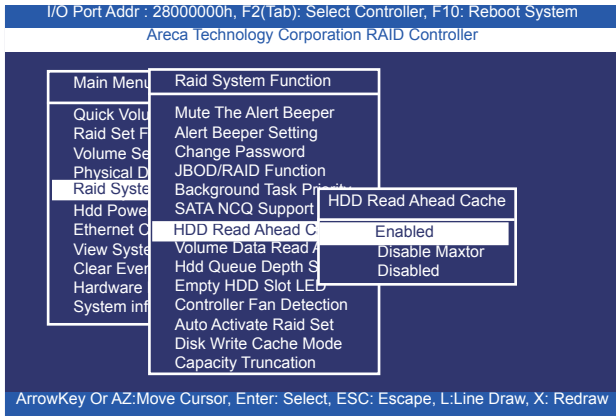 I/O Port Addr : 28000000h, F2(Tab): Select Controller, F10: Reboot System
Areca Technology Corporation RAID Controller
Main Menu
Quick Volu
Raid Set F
Volume Se
Physical D
Raid Syste
Hdd Powe
Ethernet C
View Syste
Clear Even
Hardware
System inf
Raid System Function
Mute The Alert Beeper
Alert Beeper Setting
Change Password
JBOD/RAID Function
Background Task Priority
SATA NCQ Support
HDD Read Ahead C
Volume Data Read A
Hdd Queue Depth S
Empty HDD Slot LED
Controller Fan Detection
Auto Activate Raid Set
Disk Write Cache Mode
Capacity Truncation
HDD Read Ahead Cache
Enabled
Disable Maxtor
Disabled
ArrowKey Or AZ:Move Cursor, Enter: Select, ESC: Escape, L:Line Draw, X: Redraw